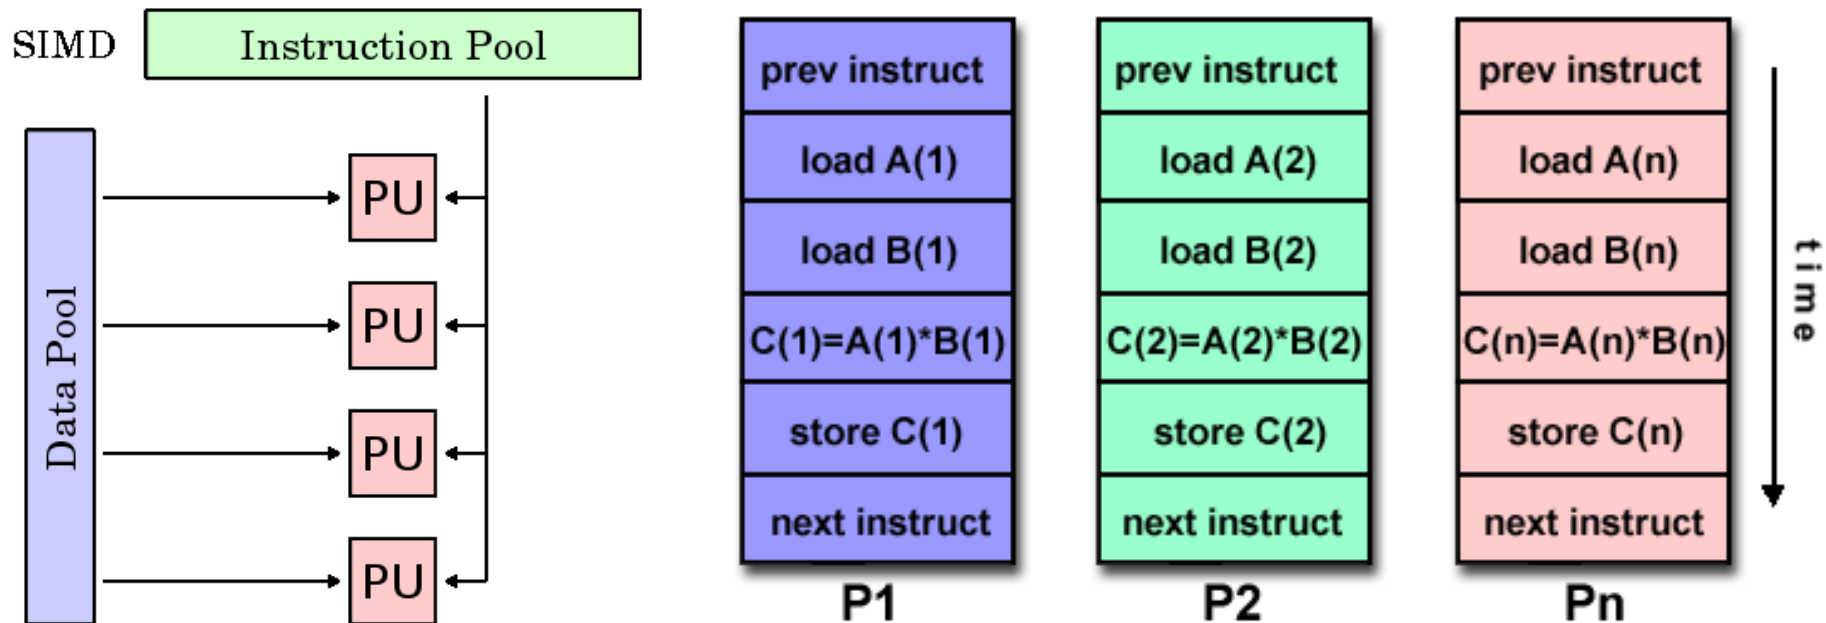 SIMD
Instruction Pool
Data Pool
PU
PU
PU
PU
prev instruct
load A(1)
load B(1)
C(1)=A(1)*B(1)
store C(1)
next instruct
P1
prev instruct
load A(2)
load B(2)
C(2)=A(2)*B(2)
store C(2)
next instruct
P2
prev instruct
load A(n)
load B(n)
C(n)=A(n)*B(n)
store C(n)
next instruct
Pn
time